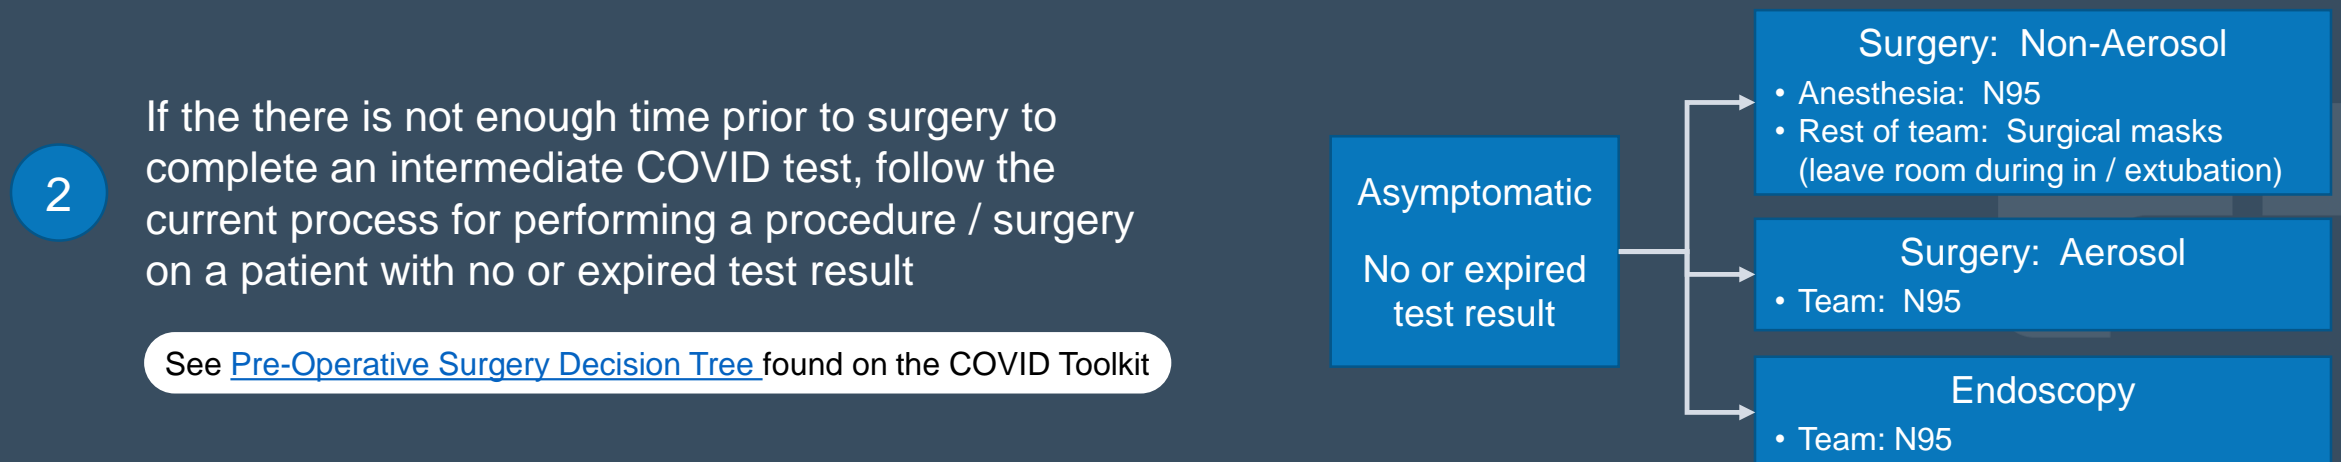 2
If the there is not enough time prior to surgery to
complete an intermediate COVID test, follow the
current process for performing a procedure / surgery
on a patient with no or expired test result
See Pre-Operative Surgery Decision Tree found on the COVID Toolkit
Asymptomatic
No or expired
test result
Surgery:  Non-Aerosol
• Anesthesia:  N95
• Rest of team:  Surgical masks
(leave room during in / extubation)
Surgery:  Aerosol
• Team:  N95
Endoscopy
• Team: N95